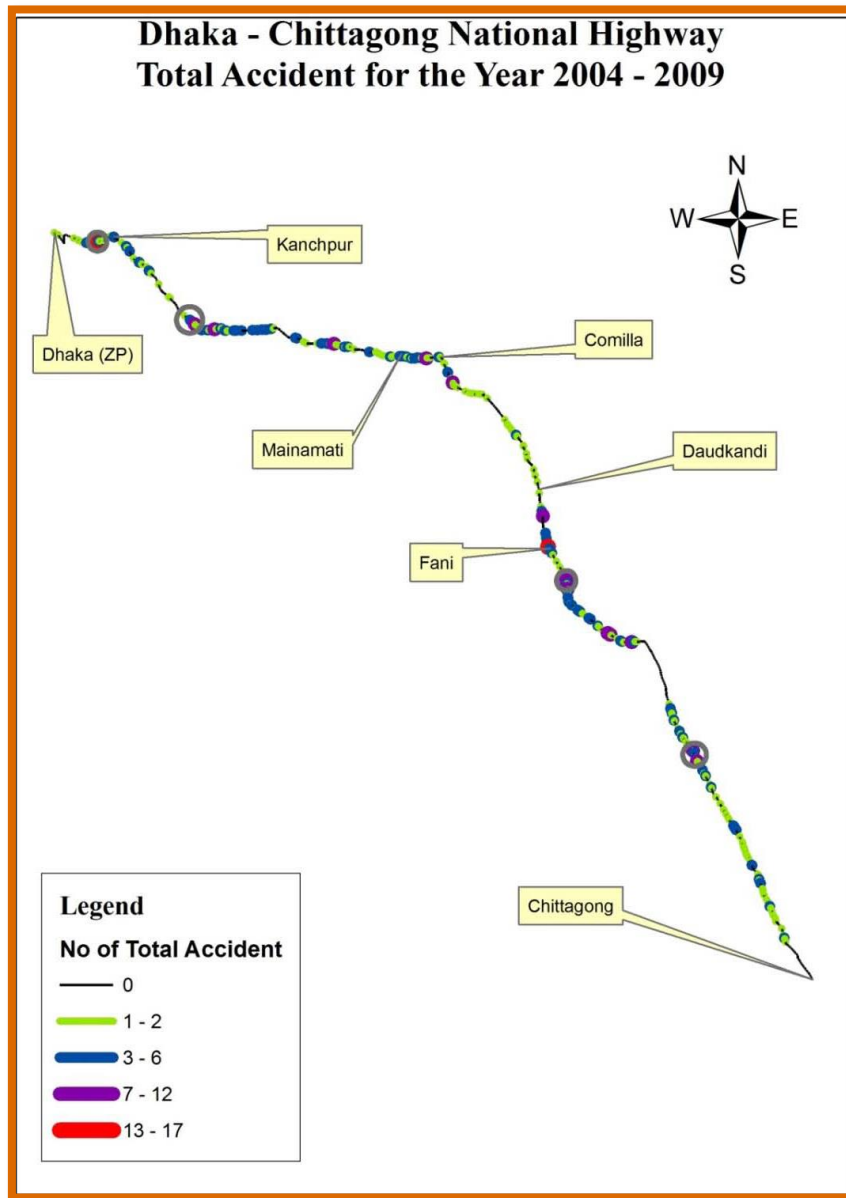 Dhaka - Chittagong National Highway
Total Accident for the Year 2004 - 2009
N
W E
S
Kanchpur
Dhaka (ZP)
Comilla
Mainamati
Daudkandi
Fani
Chittagong
Legend
No of Total Accident
0
1 - 2
3 - 6
7 - 12
13 - 17